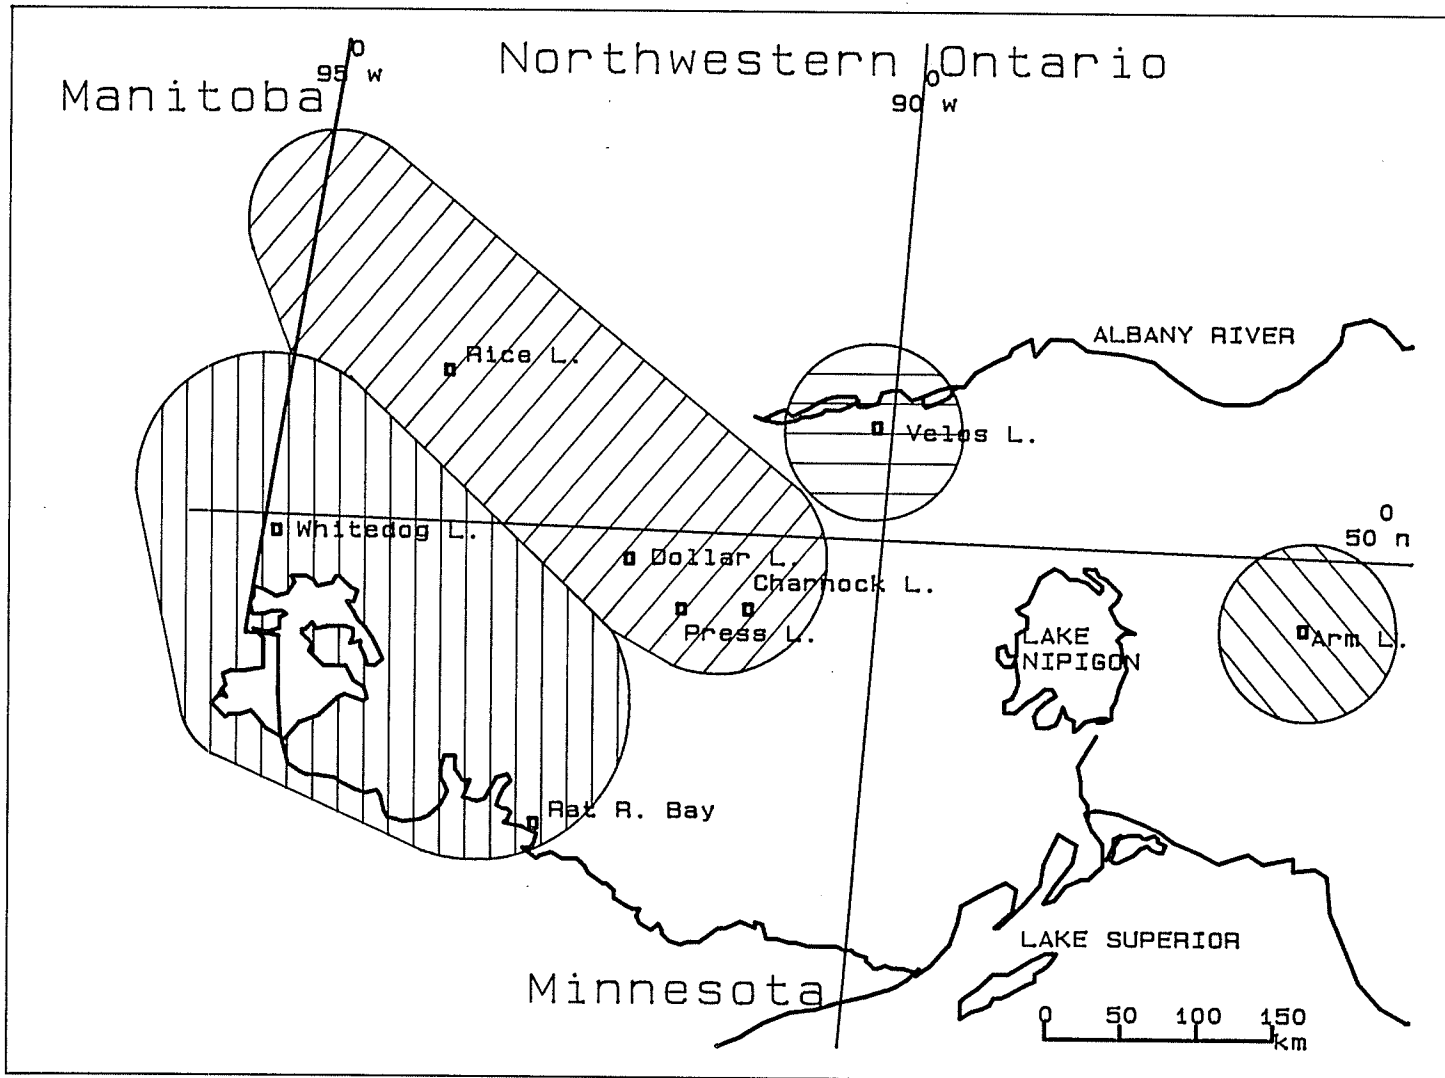 Northwestern Ontario
95° w
90° w
Manitoba
ALBANY RIVER
Rice L.
Velos L.
50° n
Whitedog L.
Dollar L.
Charnock L.
Press L.
LAKE
NIPIGON
Arm L.
Rat R. Bay
LAKE SUPERIOR
Minnesota
0 50 100 150
km